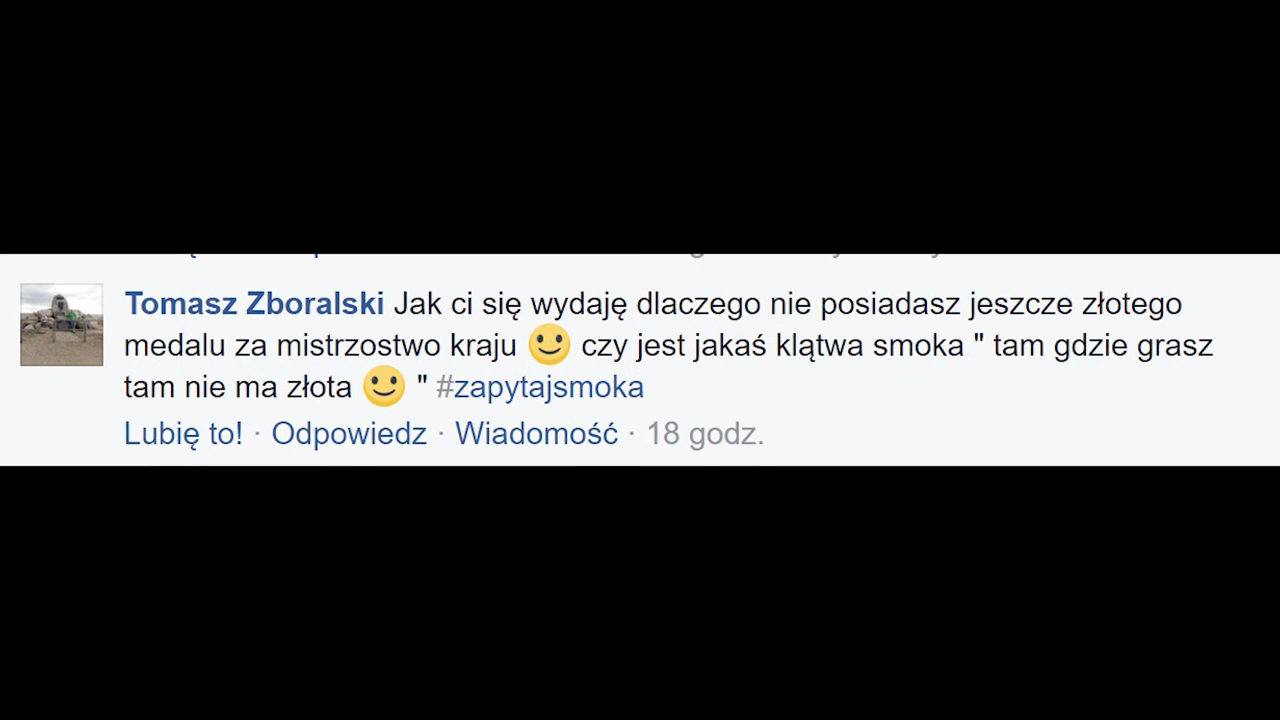 Tomasz Zboralski Jak ci się wydaję dlaczego nie posiadasz jeszcze złotego
medalu za mistrzostwo kraju 🙂 czy jest jakaś klątwa smoka " tam gdzie grasz
tam nie ma złota 🙂 " #zapytajsmoka
Lubię to! · Odpowiedz · Wiadomość · 18 godz.